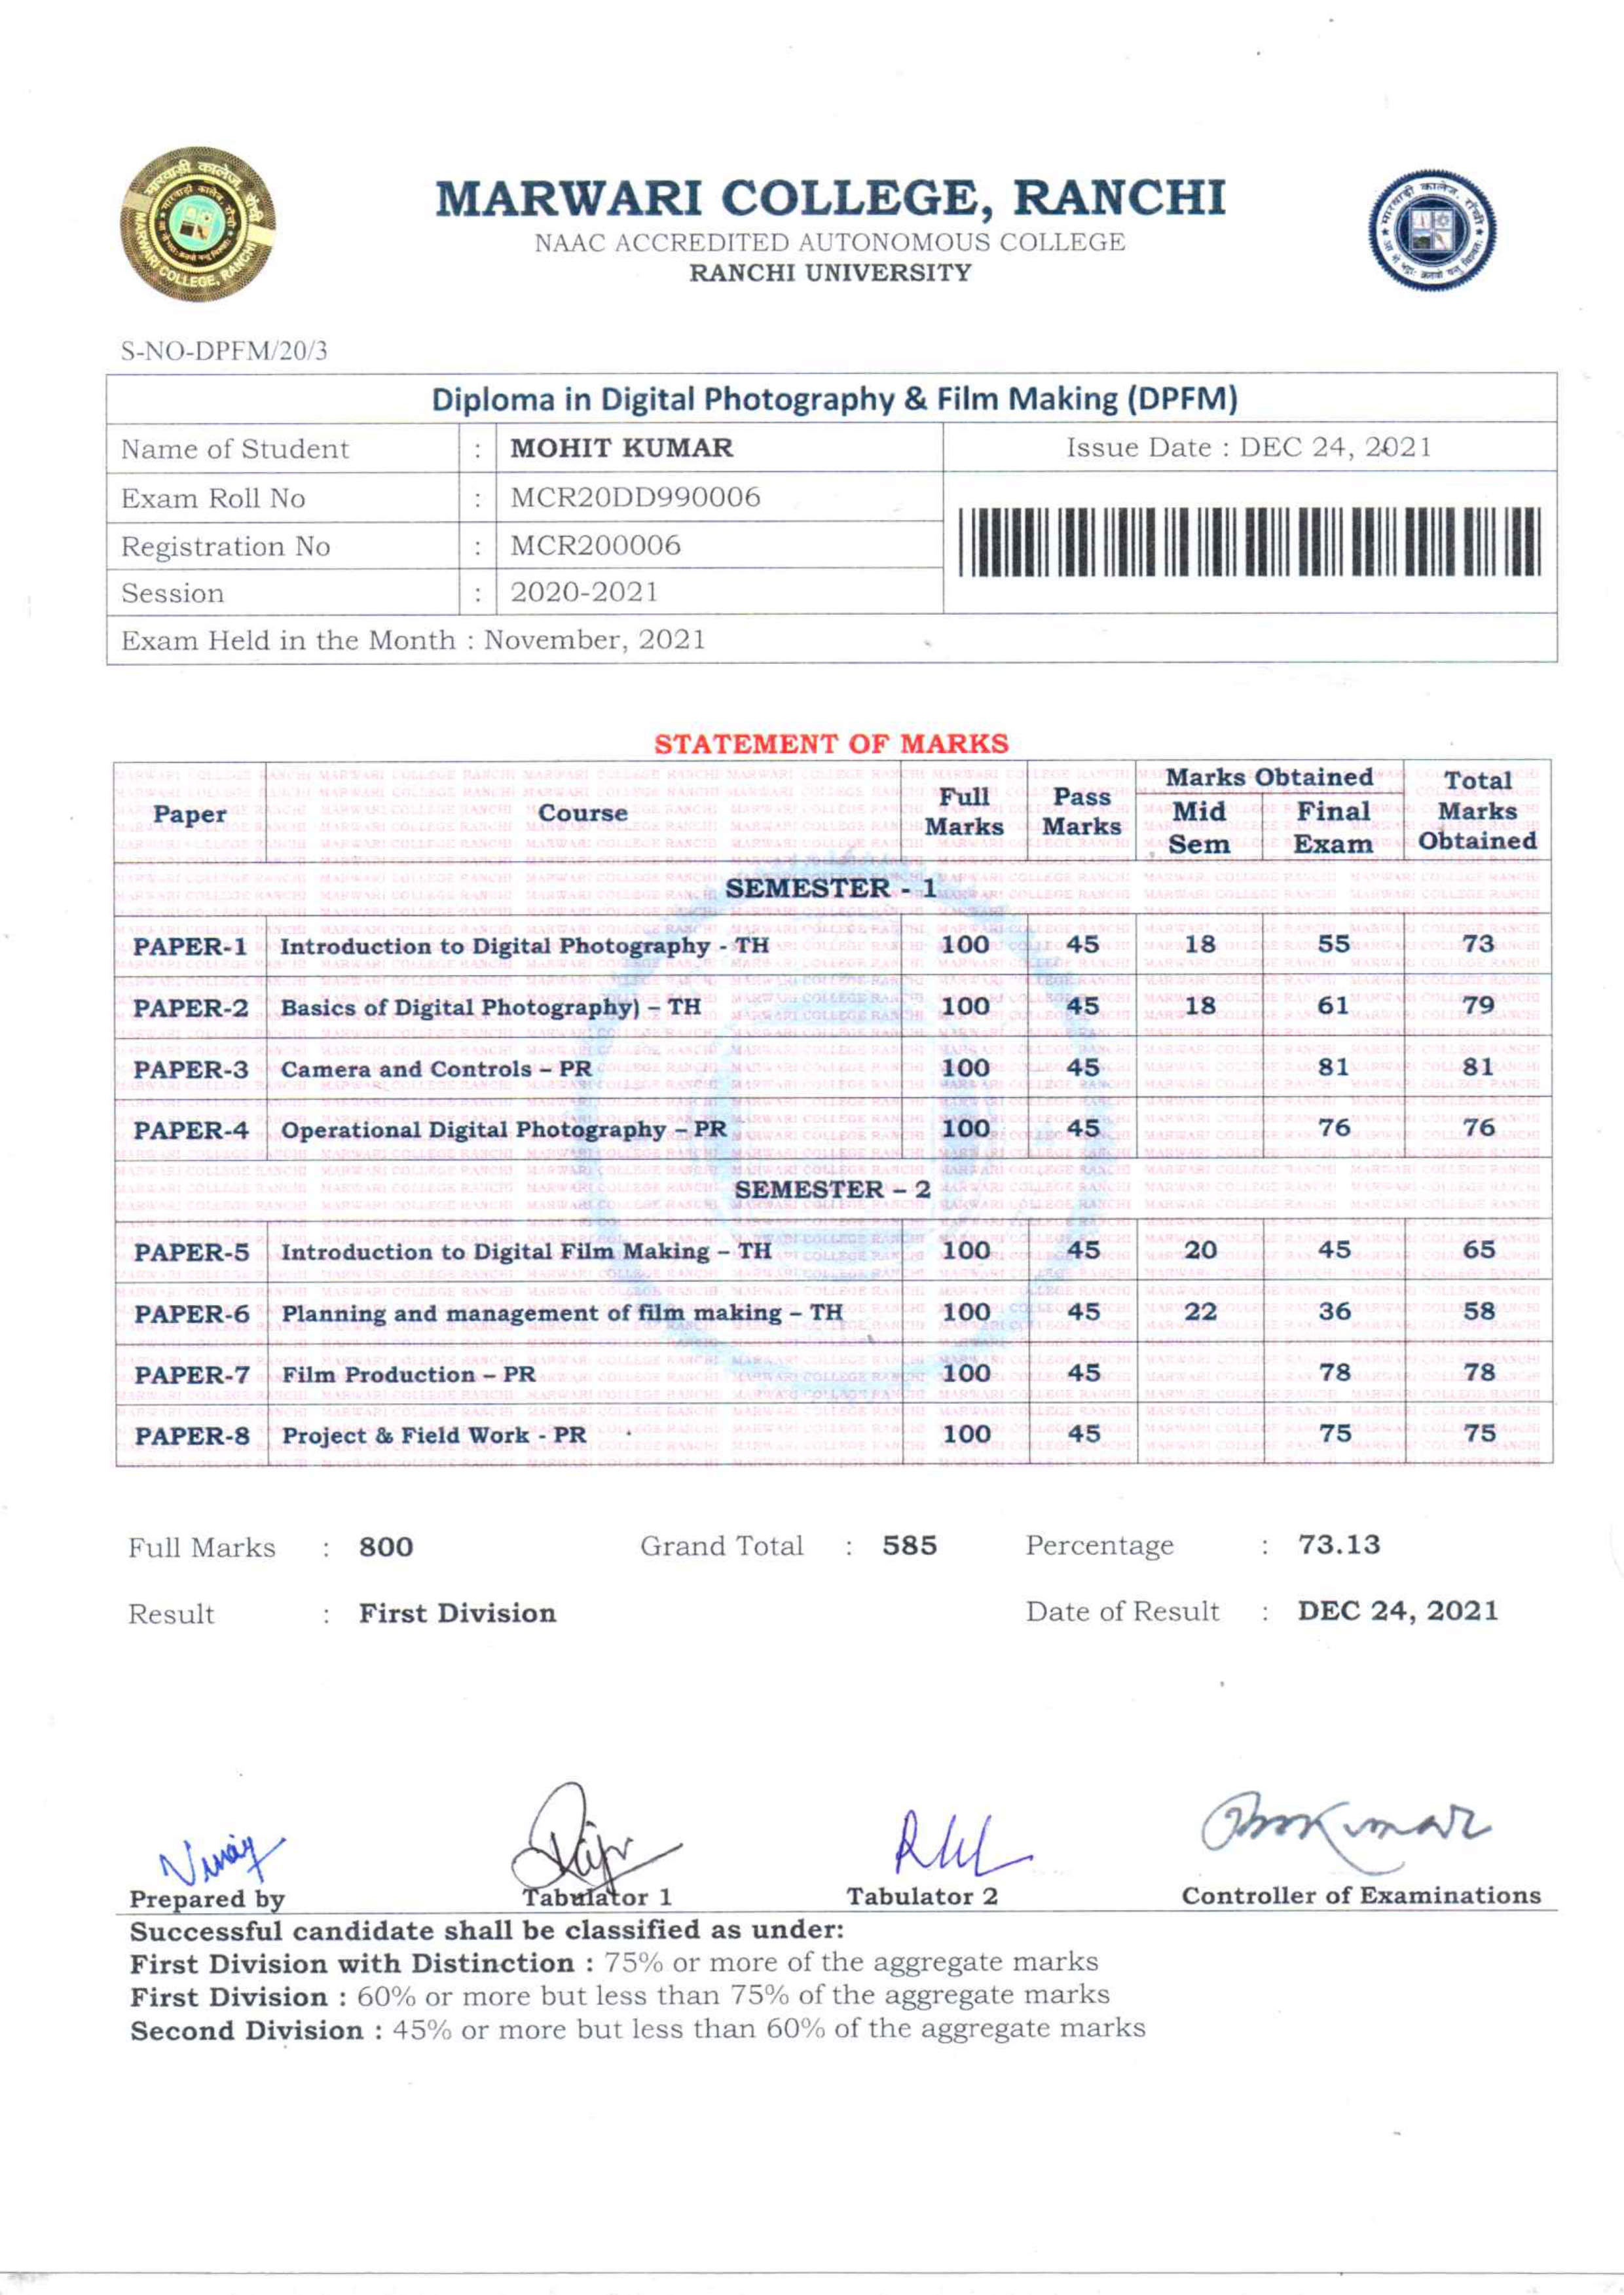 मारवाड़ी कालेज, राँची
MARWARI COLLEGE, RANCHI
MARWARI COLLEGE, RANCHI
NAAC ACCREDITED AUTONOMOUS COLLEGE
RANCHI UNIVERSITY
मारवाड़ी कालेज, राँची
S-NO-DPFM/20/3
Diploma in Digital Photography & Film Making (DPFM)
Name of Student : MOHIT KUMAR Issue Date : DEC 24, 2021
Exam Roll No : MCR20DD990006
Registration No : MCR200006
Session : 2020-2021
Exam Held in the Month : November, 2021
STATEMENT OF MARKS
Paper Course Full Marks Pass Marks Marks Obtained Mid Sem Final Exam Total Marks Obtained
SEMESTER - 1
PAPER-1 Introduction to Digital Photography - TH 100 45 18 55 73
PAPER-2 Basics of Digital Photography) – TH 100 45 18 61 79
PAPER-3 Camera and Controls – PR 100 45 81 81
PAPER-4 Operational Digital Photography – PR 100 45 76 76
SEMESTER – 2
PAPER-5 Introduction to Digital Film Making – TH 100 45 20 45 65
PAPER-6 Planning and management of film making – TH 100 45 22 36 58
PAPER-7 Film Production – PR 100 45 78 78
PAPER-8 Project & Field Work - PR 100 45 75 75
Full Marks : 800 Grand Total : 585 Percentage : 73.13
Result : First Division Date of Result : DEC 24, 2021
Vinay
Prepared by Tabulator 1 Tabulator 2 Controller of Examinations
Successful candidate shall be classified as under:
First Division with Distinction : 75% or more of the aggregate marks
First Division : 60% or more but less than 75% of the aggregate marks
Second Division : 45% or more but less than 60% of the aggregate marks